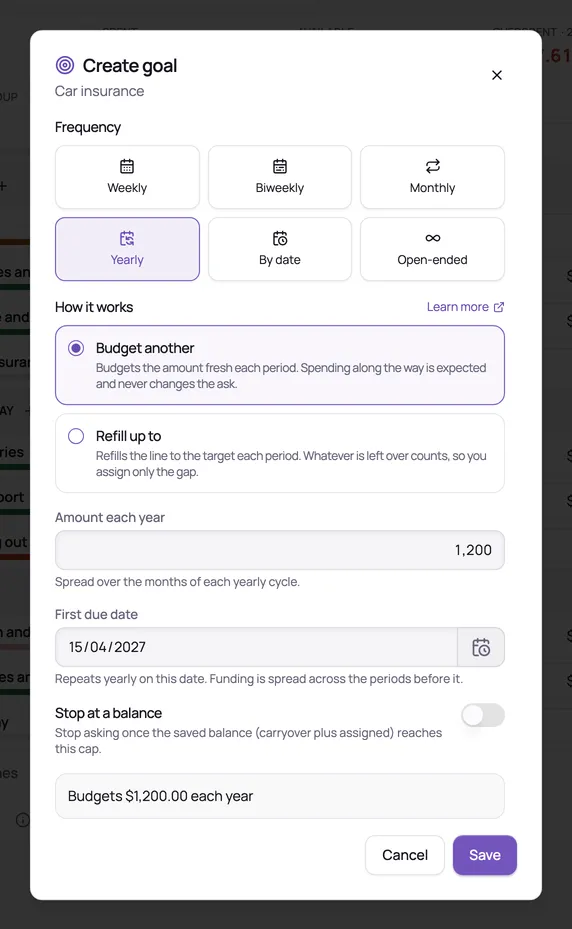 Create goal
Car insurance
Frequency
Weekly
Biweekly
Monthly
Yearly
By date
Open-ended
How it works
Learn more
Budget another
Budgets the amount fresh each period. Spending along the way is expected
and never changes the ask.
Refill up to
Refills the line to the target each period. Whatever is left over counts, so you
assign only the gap.
Amount each year
1,200
Spread over the months of each yearly cycle.
First due date
15/04/2027
Repeats yearly on this date. Funding is spread across the periods before it.
Stop at a balance
Stop asking once the saved balance (carryover plus assigned) reaches
this cap.
Budgets $1,200.00 each year
Cancel
Save